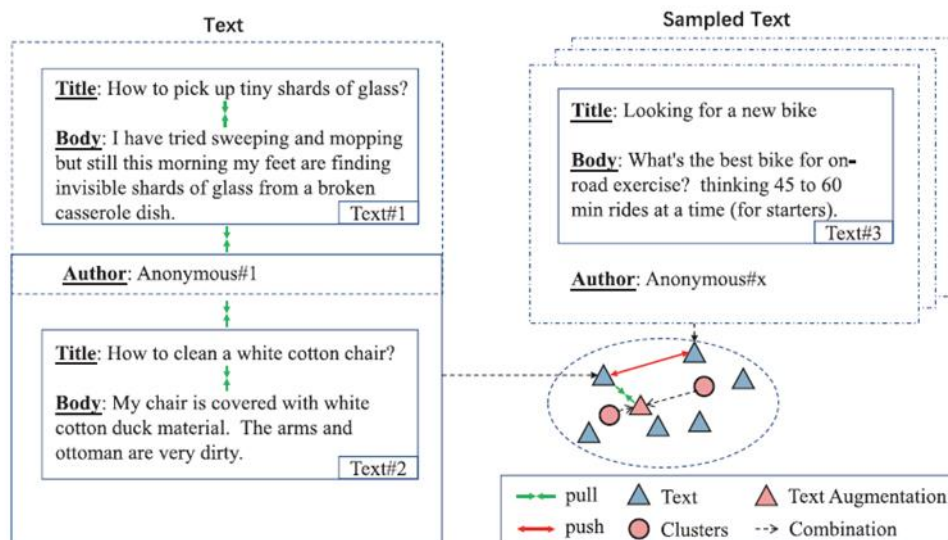 Text
Title: How to pick up tiny shards of glass?
Body: I have tried sweeping and mopping
but still this morning my feet are finding
invisible shards of glass from a broken
casserole dish.
Text#1
Author: Anonymous#1
Title: How to clean a white cotton chair?
Body: My chair is covered with white
cotton duck material. The arms and
ottoman are very dirty.
Text#2
Sampled Text
Title: Looking for a new bike
Body: What's the best bike for on-
road exercise? thinking 45 to 60
min rides at a time (for starters).
Text#3
Author: Anonymous#x
pull
Text
Text Augmentation
push
Clusters
Combination